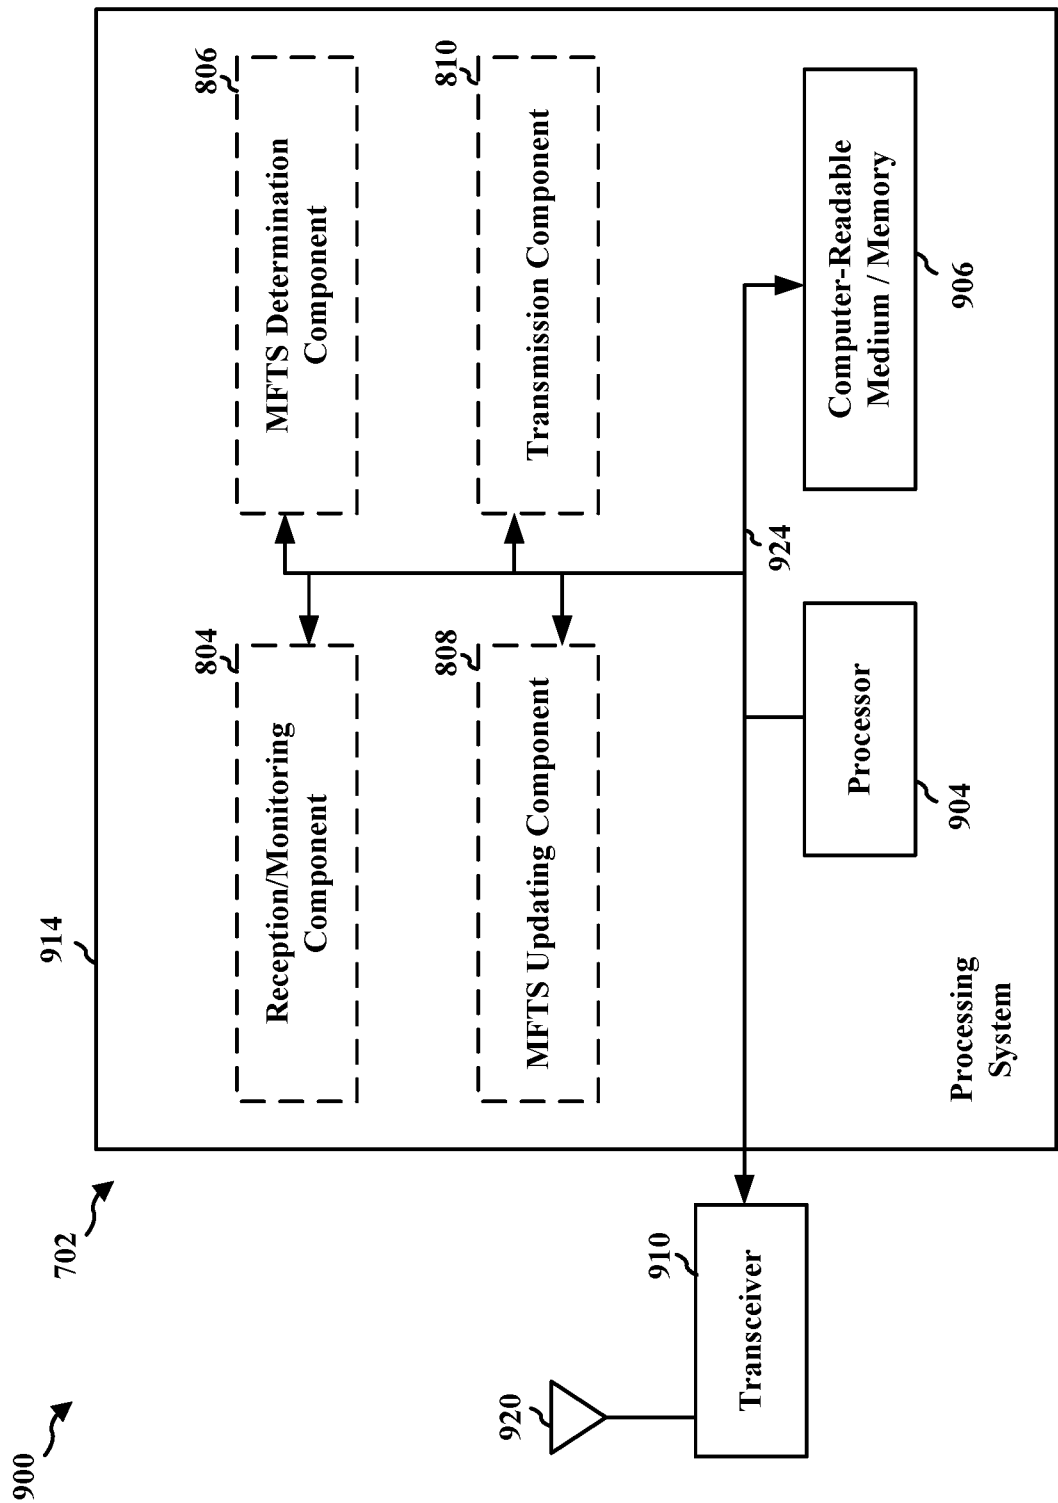 900
702
914
804
Reception/Monitoring
Component
806
MFTS Determination
Component
808
MFTS Updating Component
810
Transmission Component
920
910
Transceiver
924
Processor
904
Computer-Readable
Medium / Memory
906
Processing
System